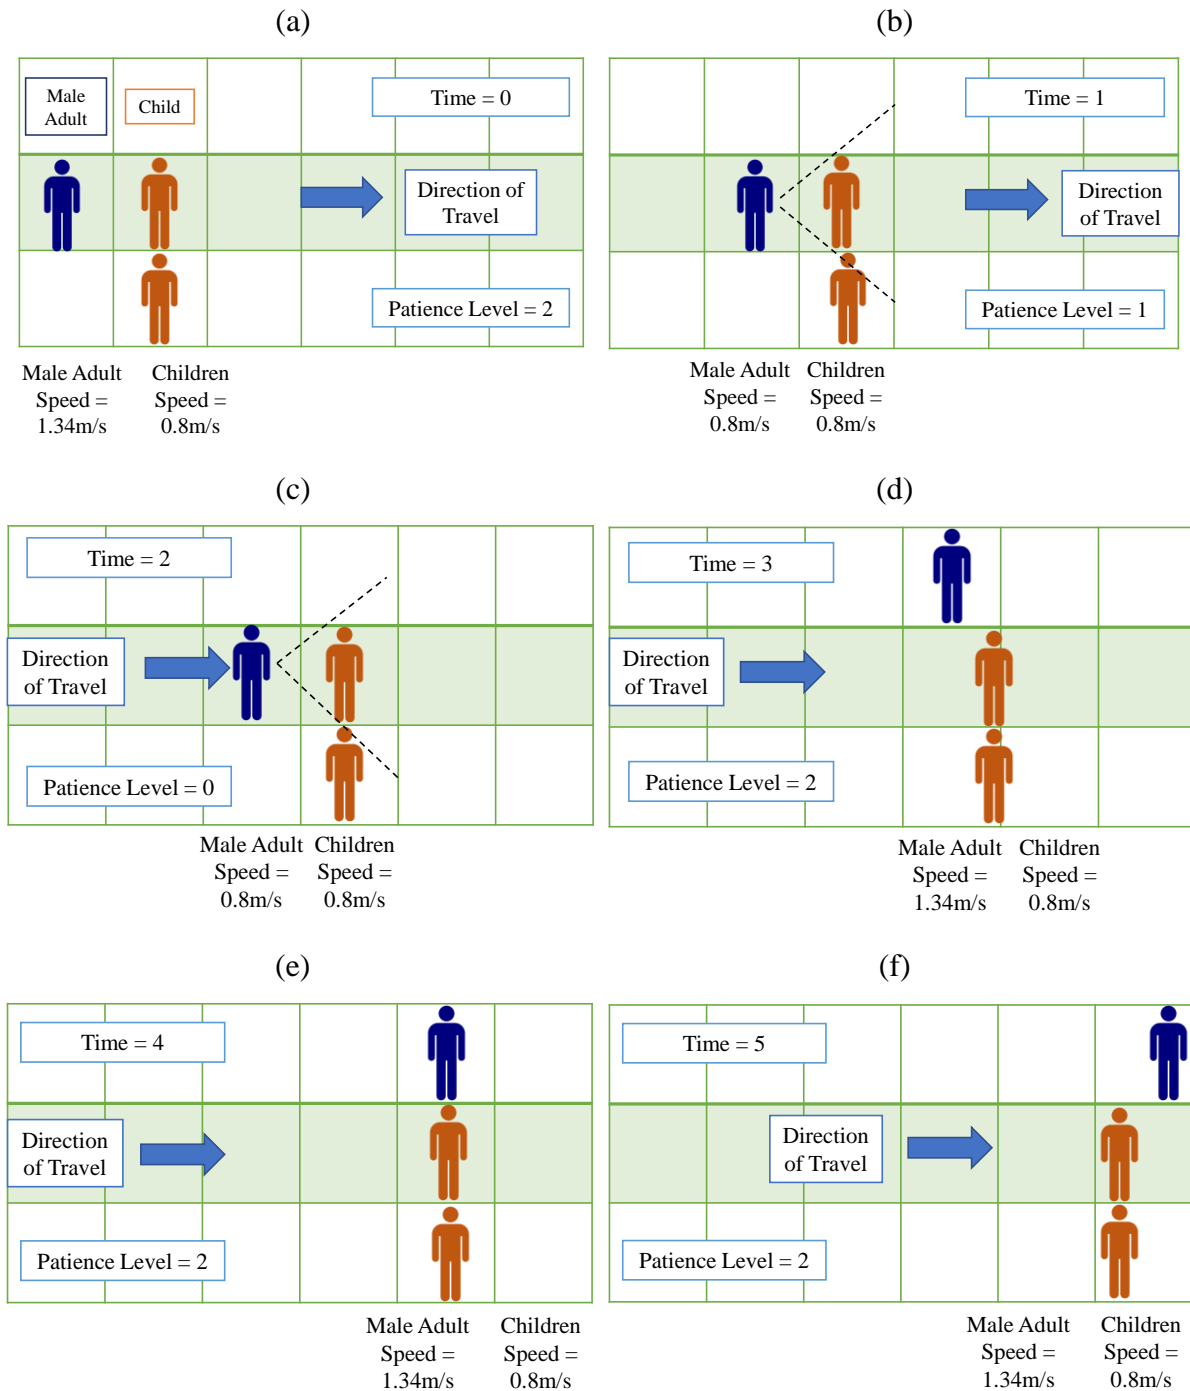 (a)
Male
Adult
Child
Time = 0
Direction of
Travel
Patience Level = 2
Male Adult
Speed =
1.34m/s
Children
Speed =
0.8m/s
(b)
Time = 1
Direction
of Travel
Patience Level = 1
Male Adult
Speed =
0.8m/s
Children
Speed =
0.8m/s
(c)
Time = 2
Direction
of Travel
Patience Level = 0
Male Adult
Speed =
0.8m/s
Children
Speed =
0.8m/s
(d)
Time = 3
Direction
of Travel
Patience Level = 2
Male Adult
Speed =
1.34m/s
Children
Speed =
0.8m/s
(e)
Time = 4
Direction
of Travel
Patience Level = 2
Male Adult
Speed =
1.34m/s
Children
Speed =
0.8m/s
(f)
Time = 5
Direction
of Travel
Patience Level = 2
Male Adult
Speed =
1.34m/s
Children
Speed =
0.8m/s